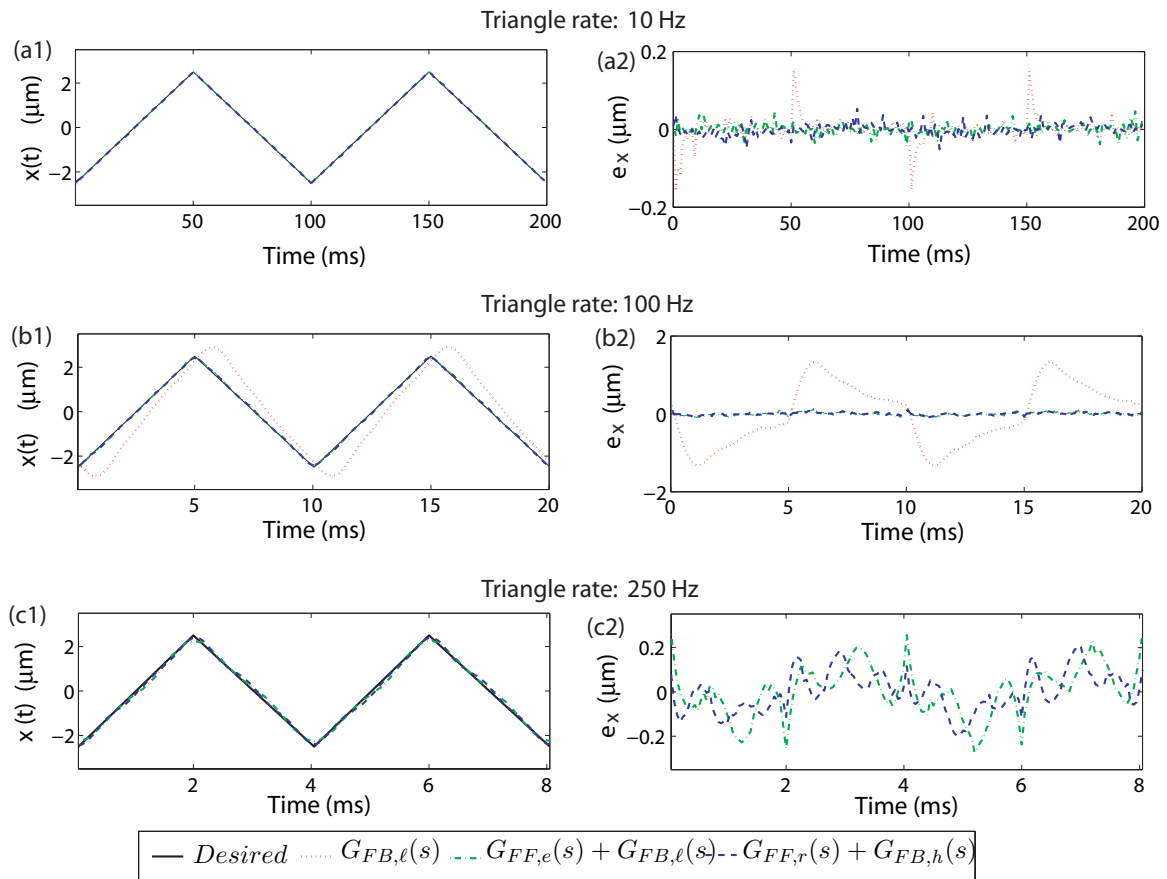 Triangle rate: 10 Hz
(a1)
x(t) (μm)
2
0
−2
50 100 150 200
Time (ms)
(a2)
e x (μm)
0.2
0
−0.2
0 50 100 150 200
Time (ms)
Triangle rate: 100 Hz
(b1)
x(t) (μm)
2
0
−2
5 10 15 20
Time (ms)
(b2)
e x (μm)
2
0
−2
0 5 10 15 20
Time (ms)
Triangle rate: 250 Hz
(c1)
x (t) (μm)
2
0
−2
2 4 6 8
Time (ms)
(c2)
e x (μm)
0.2
0
−0.2
2 4 6 8
Time (ms)
Desired G_{FB,ℓ}(s) G_{FF,e}(s) + G_{FB,ℓ}(s) G_{FF,r}(s) + G_{FB,h}(s)